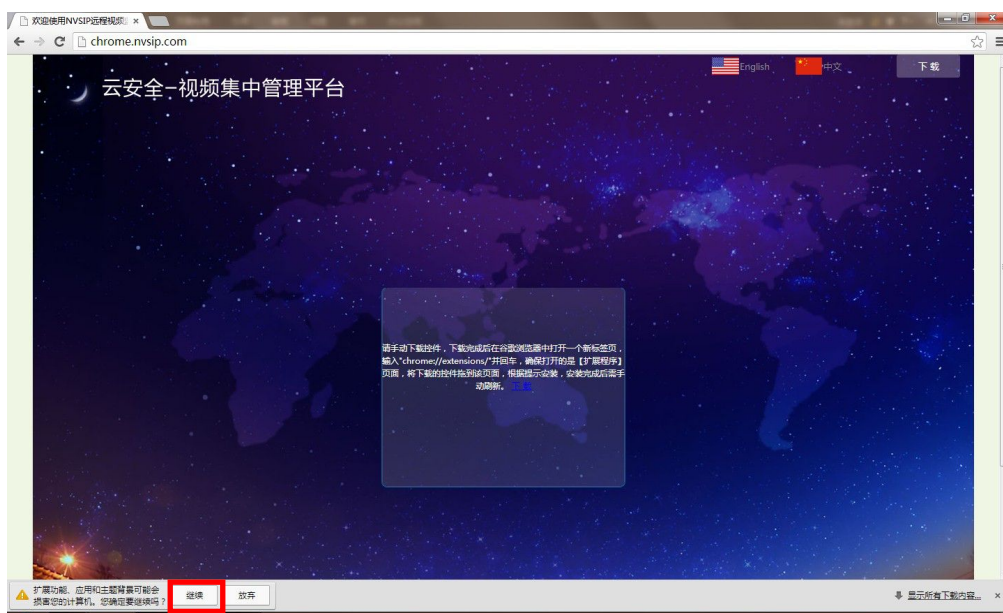 欢迎使用NVSIP远程视频
chrome.nvsip.com
English
中文
下载
云安全-视频集中管理平台
请手动下载控件，下载完成后在谷歌浏览器中打开一个新标签页，
输入"chrome://extensions/"并回车，确保打开的是【扩展程序】
页面，将下载的控件拖到该页面，根据提示安装，安装完成后需手
动刷新。 下 载
扩展功能、应用和主题背景可能会
损害您的计算机。您确定要继续吗？
继续
放弃
显示所有下载内容...